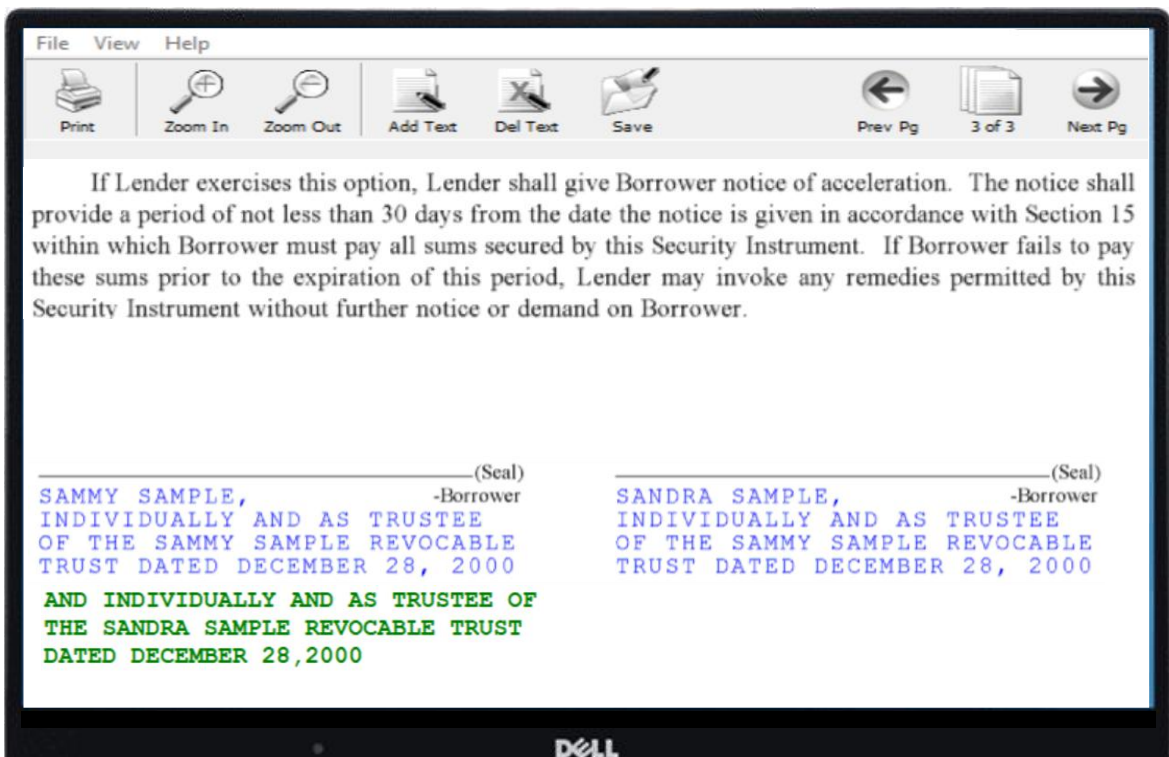 File View Help
Print Zoom In Zoom Out Add Text Del Text Save Prev Pg 3 of 3 Next Pg
If Lender exercises this option, Lender shall give Borrower notice of acceleration. The notice shall
provide a period of not less than 30 days from the date the notice is given in accordance with Section 15
within which Borrower must pay all sums secured by this Security Instrument. If Borrower fails to pay
these sums prior to the expiration of this period, Lender may invoke any remedies permitted by this
Security Instrument without further notice or demand on Borrower.
(Seal)
SAMMY SAMPLE, -Borrower
INDIVIDUALLY AND AS TRUSTEE
OF THE SAMMY SAMPLE REVOCABLE
TRUST DATED DECEMBER 28, 2000
AND INDIVIDUALLY AND AS TRUSTEE OF
THE SANDRA SAMPLE REVOCABLE TRUST
DATED DECEMBER 28,2000
(Seal)
SANDRA SAMPLE, -Borrower
INDIVIDUALLY AND AS TRUSTEE
OF THE SAMMY SAMPLE REVOCABLE
TRUST DATED DECEMBER 28, 2000
DELL